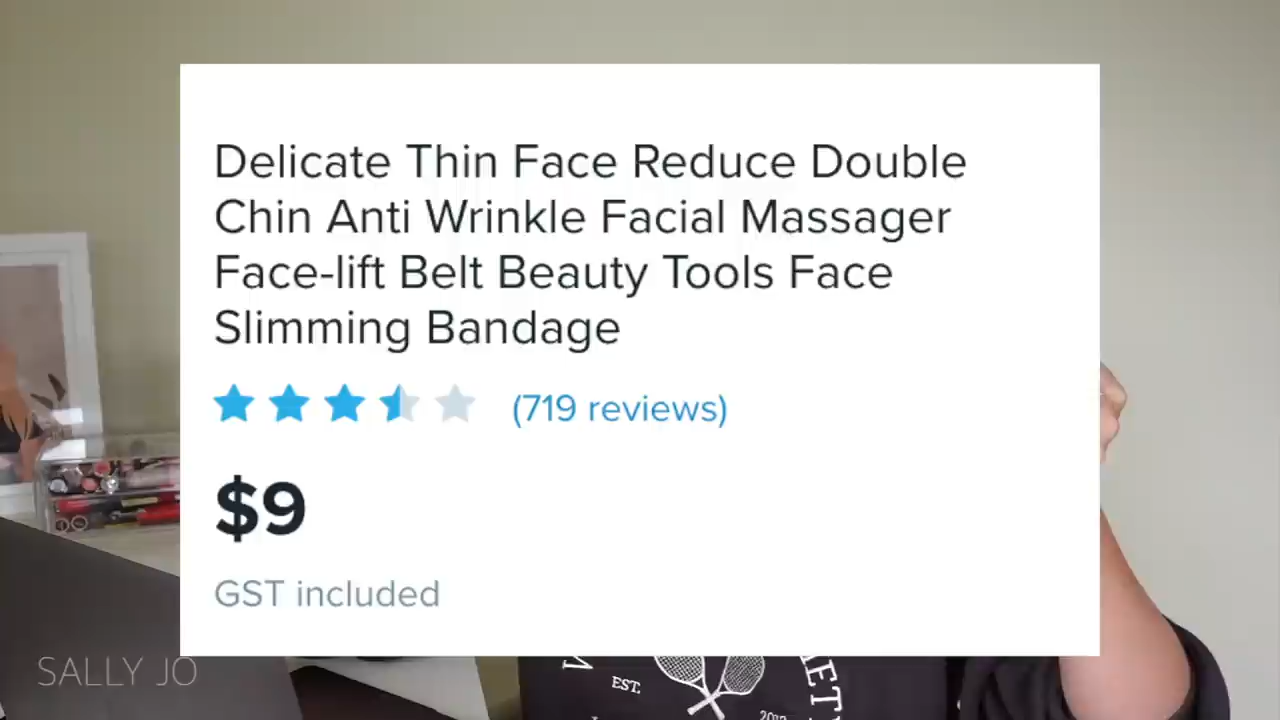 Delicate Thin Face Reduce Double
Chin Anti Wrinkle Facial Massager
Face-lift Belt Beauty Tools Face
Slimming Bandage
(719 reviews)
$9
GST included
SALLY JO
EST.